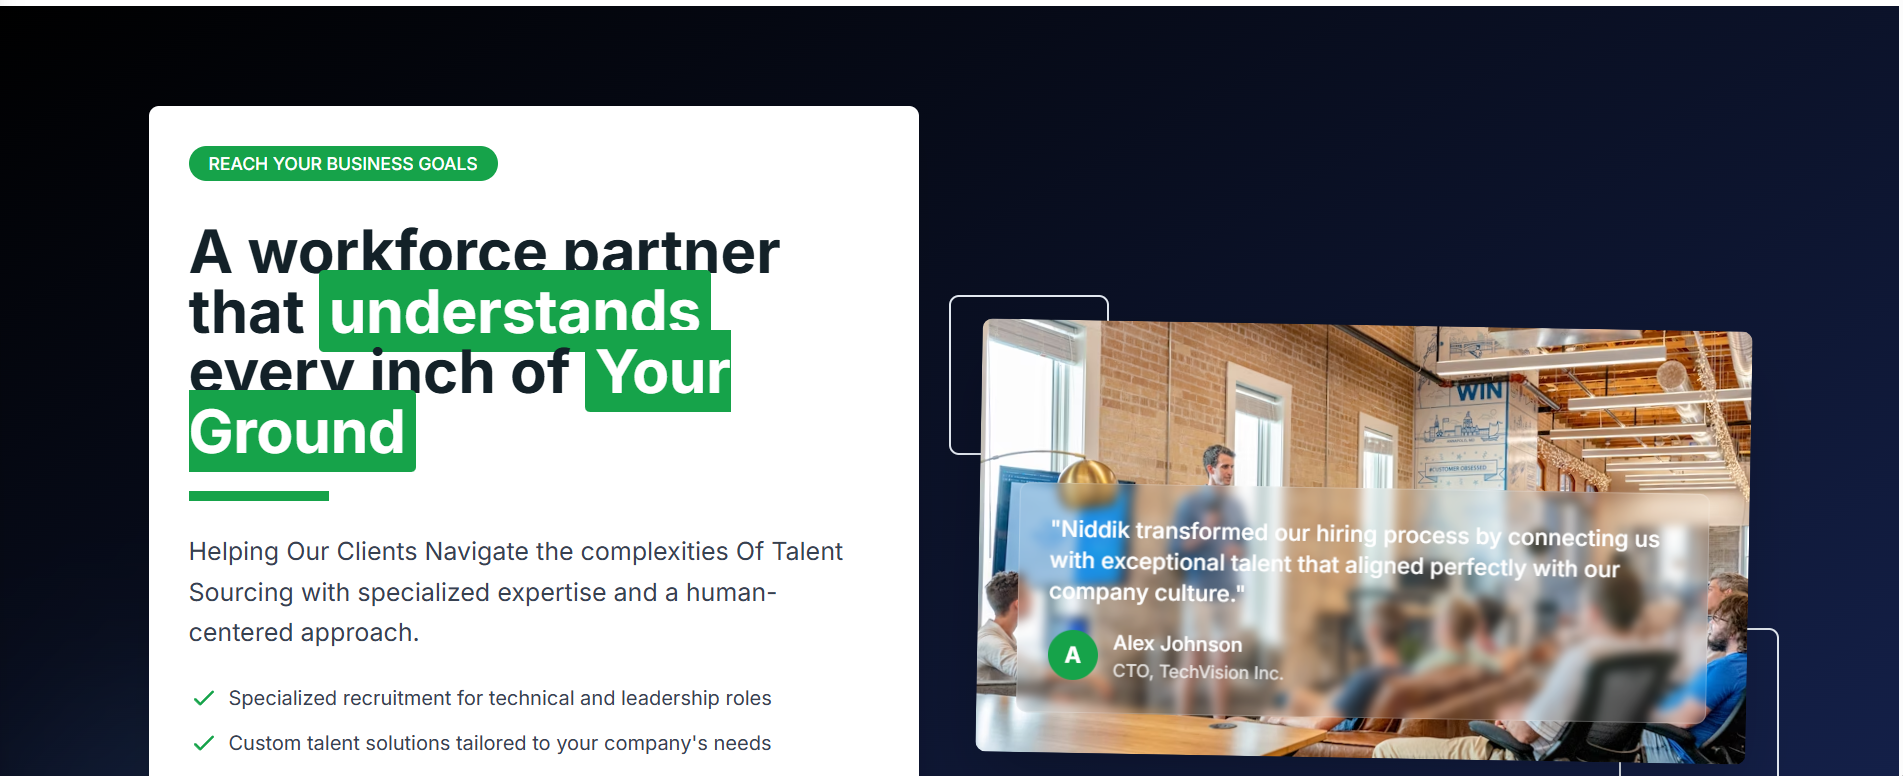 REACH YOUR BUSINESS GOALS
A workforce partner
that understands
every inch of Your
Ground
Helping Our Clients Navigate the complexities Of Talent
Sourcing with specialized expertise and a human-
centered approach.
Specialized recruitment for technical and leadership roles
Custom talent solutions tailored to your company's needs
WIN
#CUSTOMER OBSESSED
"Niddik transformed our hiring process by connecting us
with exceptional talent that aligned perfectly with our
company culture."
A
Alex Johnson
CTO, TechVision Inc.